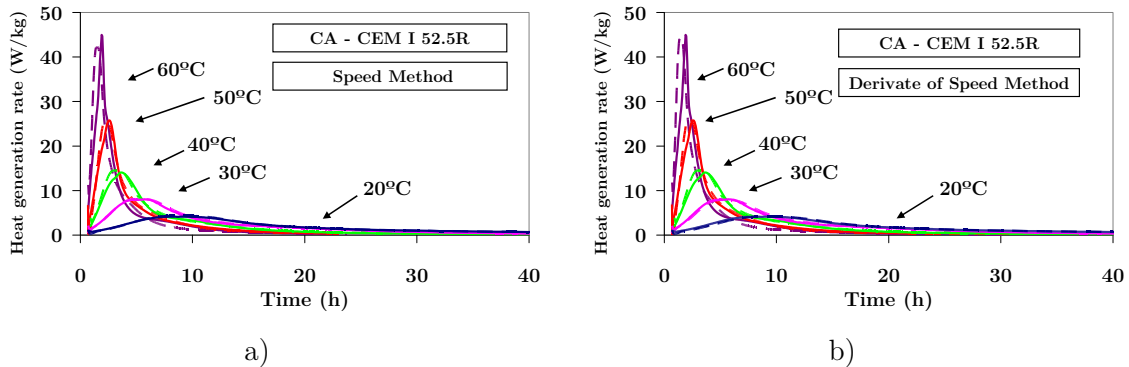 Heat generation rate (W/kg)
50
40
30
20
10
0
CA - CEM I 52.5R
Speed Method
60ºC
50ºC
40ºC
30ºC
20ºC
0
10
20
30
40
Time (h)
a)
Heat generation rate (W/kg)
50
40
30
20
10
0
CA - CEM I 52.5R
Derivate of Speed Method
60ºC
50ºC
40ºC
30ºC
20ºC
0
10
20
30
40
Time (h)
b)